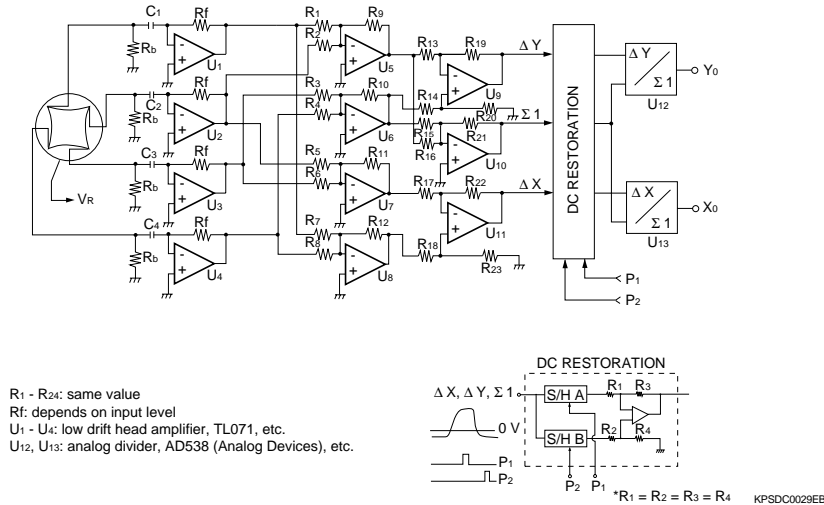 C1 Rf R1 R9
R2
Rb U1 U5 R13 R19 ΔY
Rf
C2 Rb U2 R3 R10 R14 U9
R4 R20 Σ1
R15 R21
R16 U6 U10
C3 Rf R5 R11
R6 R17 R22 ΔX
Rb U3 U7 U11
VR
C4 Rf R7 R12 R18
R8 R23
Rb U4 U8
DC RESTORATION
ΔY
Σ1
U12
Y0
ΔX
Σ1
U13
X0
P1
P2
R1 - R24: same value
Rf: depends on input level
U1 - U4: low drift head amplifier, TL071, etc.
U12, U13: analog divider, AD538 (Analog Devices), etc.
DC RESTORATION
ΔX, ΔY, Σ1
S/H A R1 R3
0 V
S/H B R2 R4
P1
P2
P2 P1
*R1 = R2 = R3 = R4
KPSDC0029EB